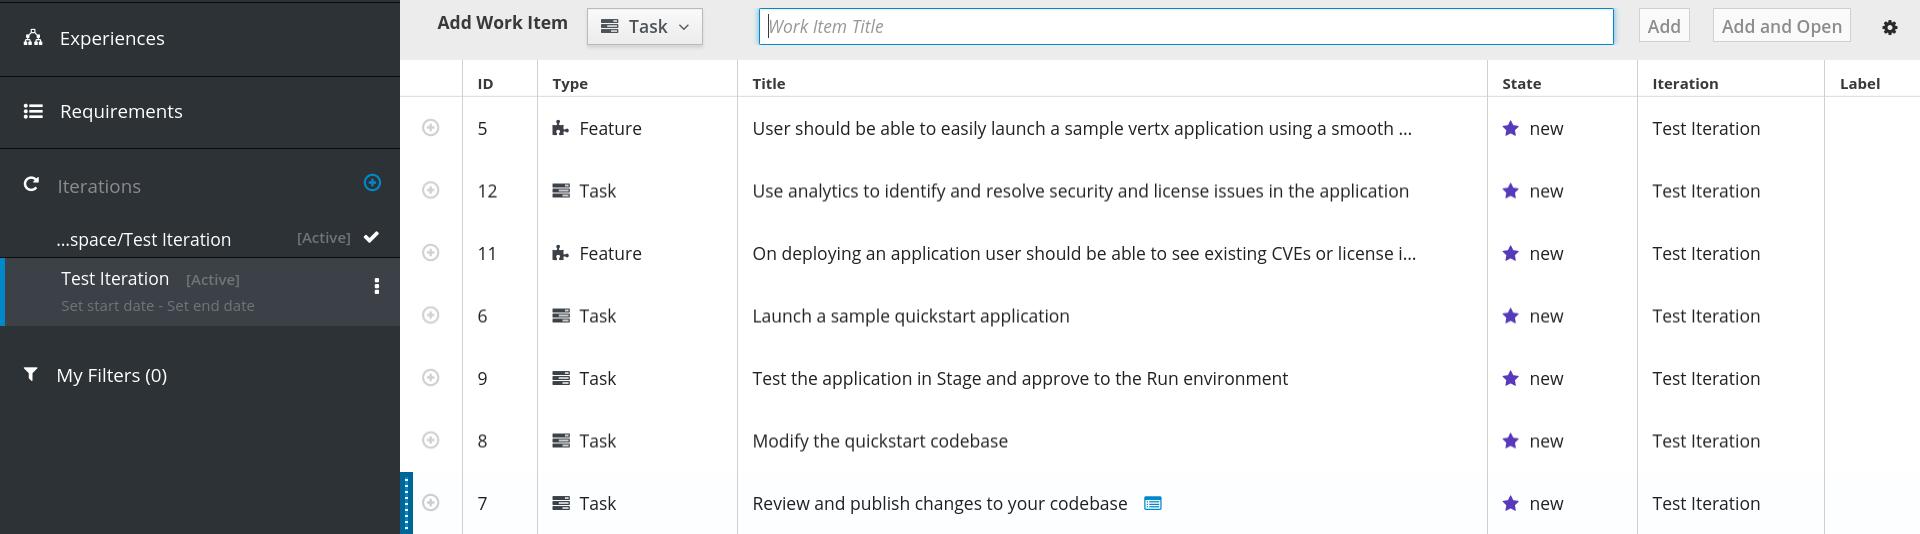 Experiences
Requirements
Iterations
...space/Test Iteration [Active]
Test Iteration [Active]
Set start date - Set end date
My Filters (0)
Add Work Item Task Work Item Title Add Add and Open
ID Type Title State Iteration Label
5 Feature User should be able to easily launch a sample vertx application using a smooth ... new Test Iteration
12 Task Use analytics to identify and resolve security and license issues in the application new Test Iteration
11 Feature On deploying an application user should be able to see existing CVEs or license i... new Test Iteration
6 Task Launch a sample quickstart application new Test Iteration
9 Task Test the application in Stage and approve to the Run environment new Test Iteration
8 Task Modify the quickstart codebase new Test Iteration
7 Task Review and publish changes to your codebase new Test Iteration